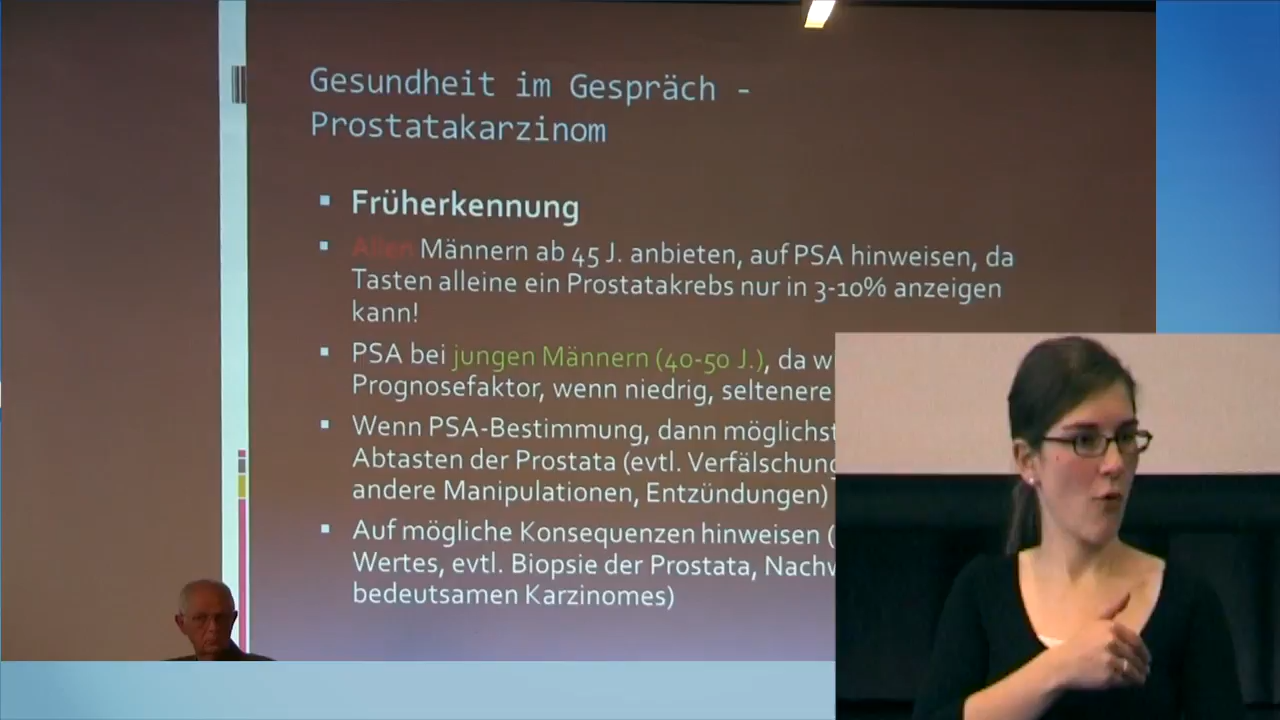 Gesundheit im Gespräch -
Prostatakarzinom
▪ Früherkennung
▪ Allen Männern ab 45 J. anbieten, auf PSA hinweisen, da
Tasten alleine ein Prostatakrebs nur in 3-10% anzeigen
kann!
▪ PSA bei jungen Männern (40-50 J.), da
Prognosefaktor, wenn niedrig, seltenere
▪ Wenn PSA-Bestimmung, dann möglichst
Abtasten der Prostata (evtl.
andere Manipulationen, Entzündungen)
▪ Auf mögliche Konsequenzen hinweisen (
Wertes, evtl. Biopsie der Prostata,
bedeutsamen Karzinomes)